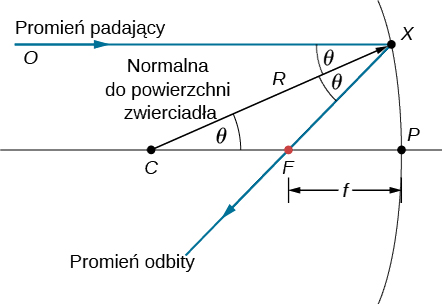 Promień padający
O
X
Normalna
do powierzchni
zwierciadła
R
θ
θ
θ
C
F
P
f
Promień odbity